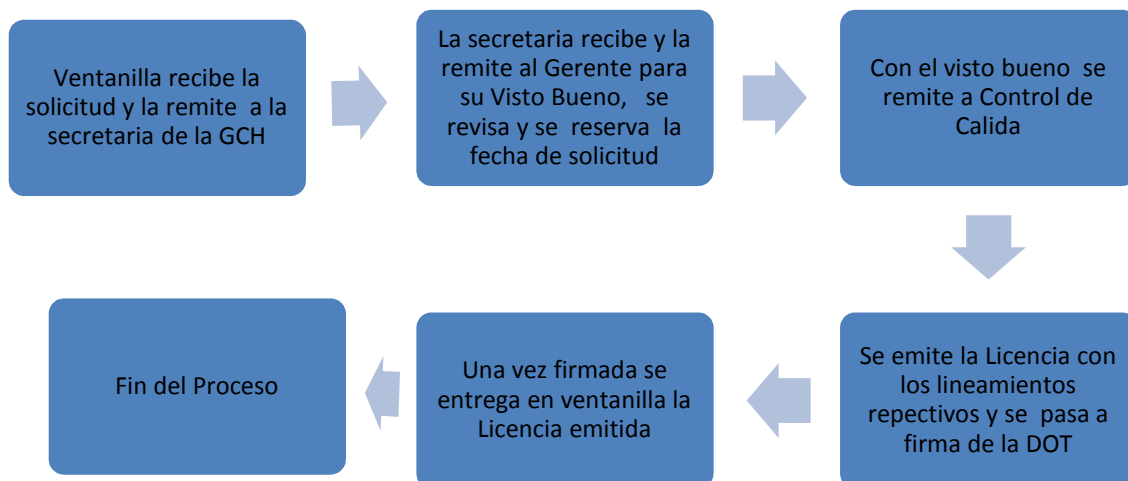 Ventanilla recibe la
solicitud y la remite a la
secretaria de la GCH
La secretaria recibe y la
remite al Gerente para
su Visto Bueno, se
revisa y se reserva la
fecha de solicitud
Con el visto bueno se
remite a Control de
Calida
Se emite la Licencia con
los lineamientos
repectivos y se pasa a
firma de la DOT
Una vez firmada se
entrega en ventanilla la
Licencia emitida
Fin del Proceso